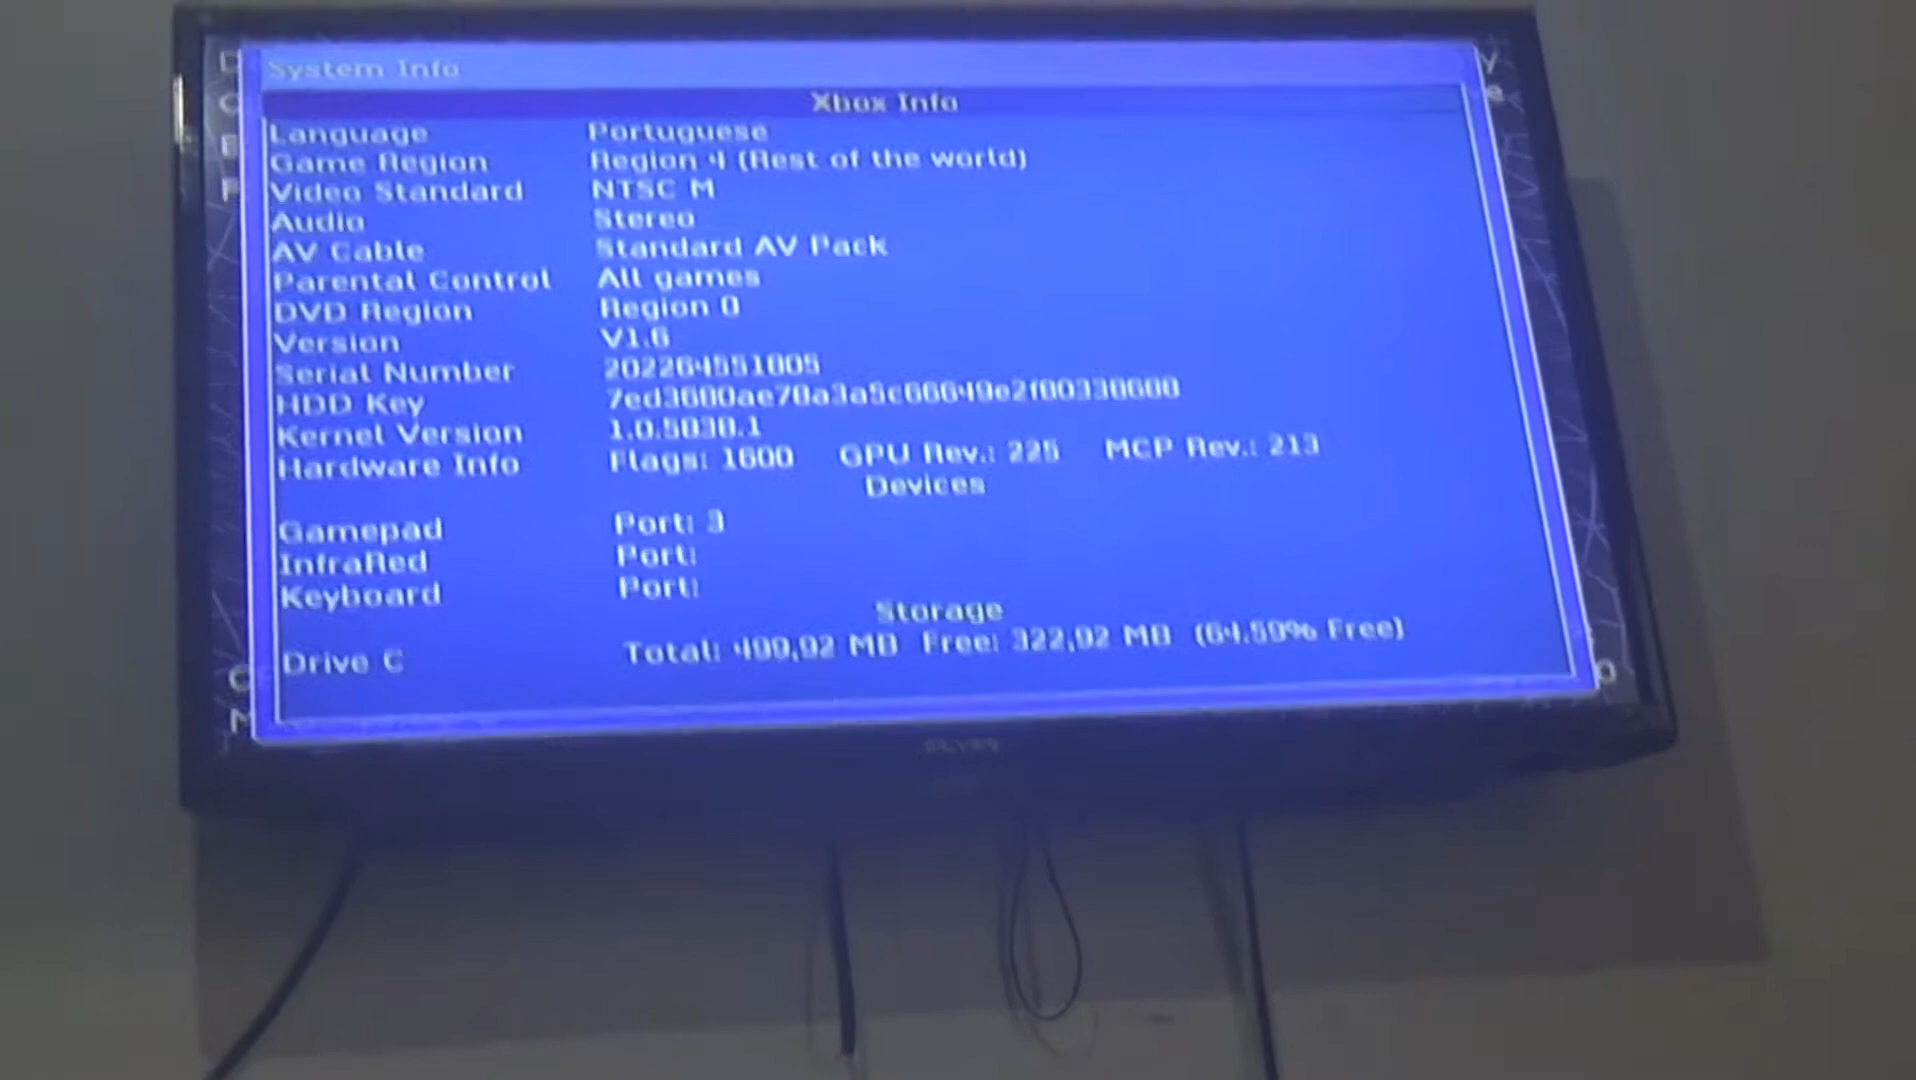 System Info
Xbox Info
Language Portuguese
Game Region Region 4 (Rest of the world)
Video Standard NTSC M
Audio Stereo
AV Cable Standard AV Pack
Parental Control All games
DVD Region Region 0
Version V1.6
Serial Number 202264551005
HDD Key
Kernel Version 1.0.5838.1
Hardware Info Flags: 1600 GPU Rev.: 225 MCP Rev.: 213
Devices
Gamepad Port: 3
InfraRed Port:
Keyboard Port:
Storage
Drive C Total: 499,92 MB Free: 322,92 MB (64.59% Free)